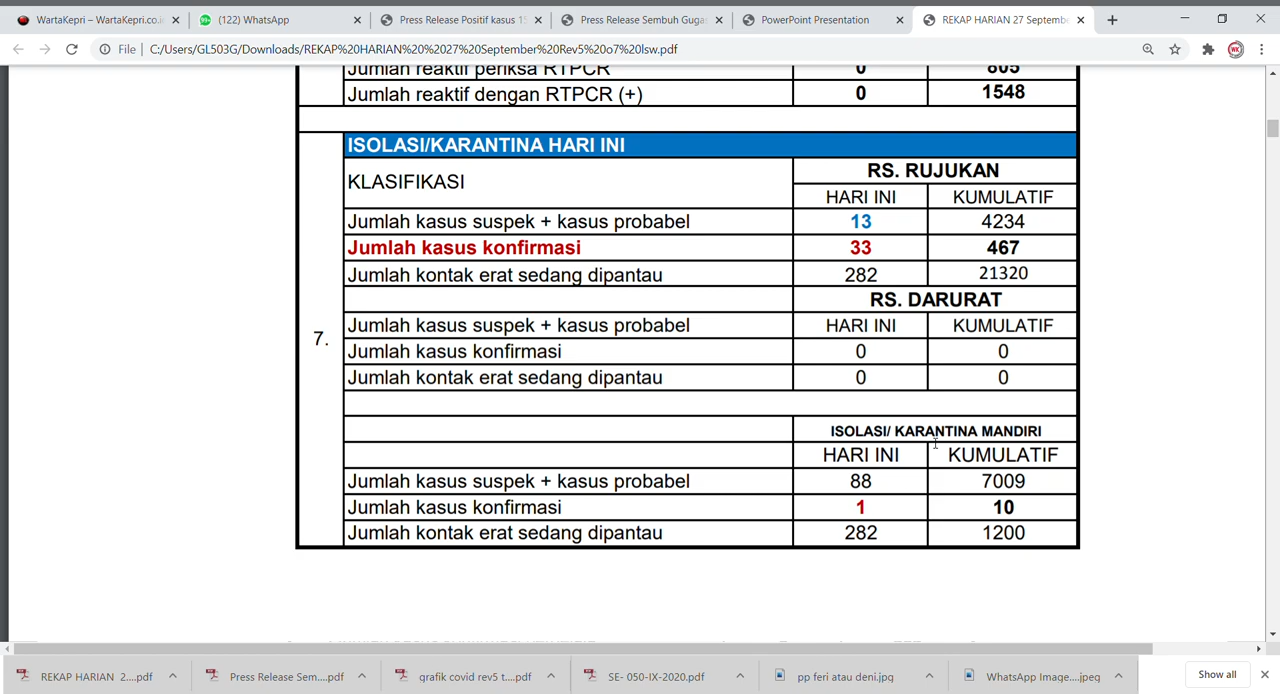 WartaKepri – WartaKepri.co.i
(122) WhatsApp
Press Release Positif kasus 15
Press Release Sembuh Gugas
PowerPoint Presentation
REKAP HARIAN 27 Septembe
File
C:/Users/GL503G/Downloads/REKAP%20HARIAN%20%2027%20September%20Rev5%20o7%20lsw.pdf
Jumlah reaktif periksa RTPCR 0 805
Jumlah reaktif dengan RTPCR (+) 0 1548
7.
ISOLASI/KARANTINA HARI INI
KLASIFIKASI
RS. RUJUKAN
HARI INI KUMULATIF
Jumlah kasus suspek + kasus probabel 13 4234
Jumlah kasus konfirmasi 33 467
Jumlah kontak erat sedang dipantau 282 21320
RS. DARURAT
Jumlah kasus suspek + kasus probabel HARI INI KUMULATIF
Jumlah kasus konfirmasi 0 0
Jumlah kontak erat sedang dipantau 0 0
ISOLASI/ KARANTINA MANDIRI
HARI INI KUMULATIF
Jumlah kasus suspek + kasus probabel 88 7009
Jumlah kasus konfirmasi 1 10
Jumlah kontak erat sedang dipantau 282 1200
REKAP HARIAN 2....pdf
Press Release Sem....pdf
grafik covid rev5 t....pdf
SE- 050-IX-2020.pdf
pp feri atau deni.jpg
WhatsApp Image....jpeg
Show all